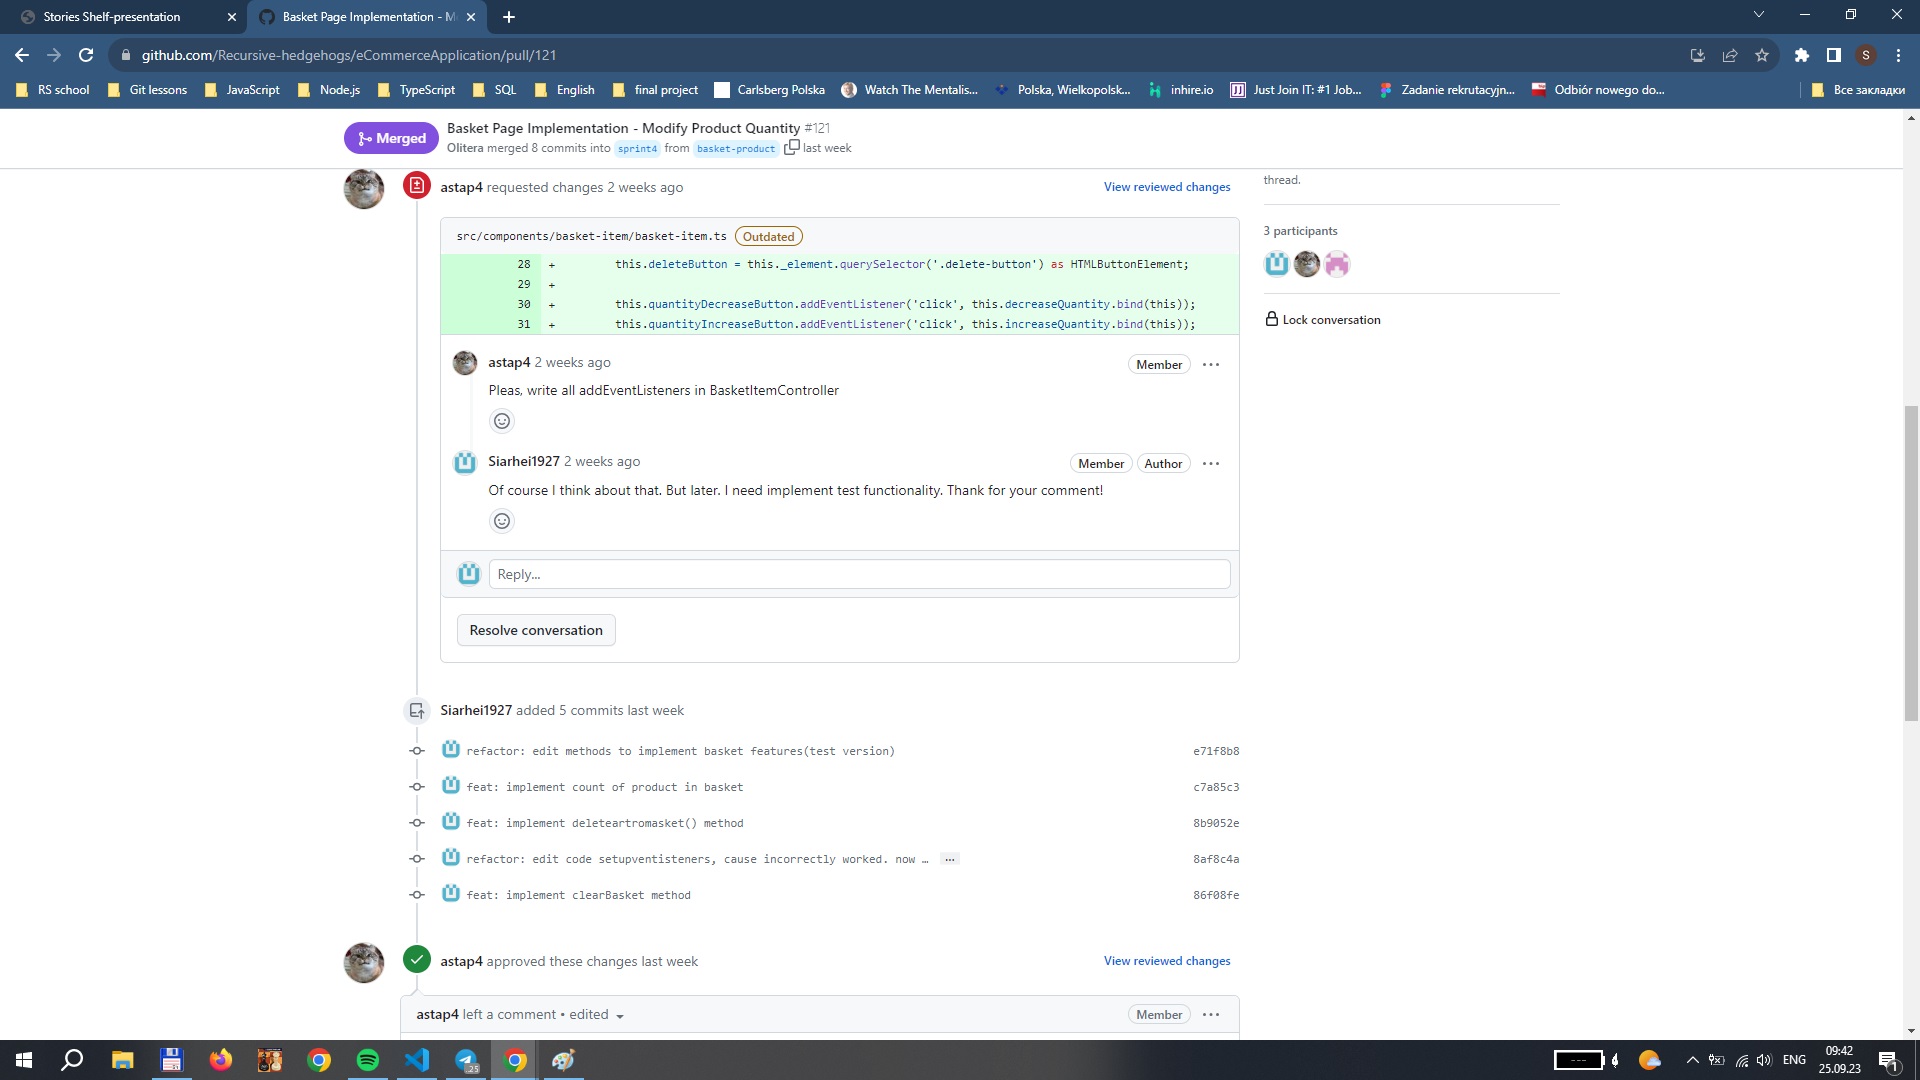 Stories Shelf-presentation
Basket Page Implementation - M
github.com/Recursive-hedgehogs/eCommerceApplication/pull/121
S
RS school
Git lessons
JavaScript
Node.js
TypeScript
SQL
English
final project
Carlsberg Polska
Watch The Mentalis...
Polska, Wielkopolsk...
inhire.io
Just Join IT: #1 Job...
Zadanie rekrutacyjn...
Odbiór nowego do...
Все закладки
Merged
Basket Page Implementation - Modify Product Quantity #121
Olitera merged 8 commits into sprint4 from basket-product last week
astap4 requested changes 2 weeks ago
View reviewed changes
thread.
3 participants
Lock conversation
src/components/basket-item/basket-item.ts Outdated
28 + this.deleteButton = this._element.querySelector('.delete-button') as HTMLButtonElement;
29 +
30 + this.quantityDecreaseButton.addEventListener('click', this.decreaseQuantity.bind(this));
31 + this.quantityIncreaseButton.addEventListener('click', this.increaseQuantity.bind(this));
astap4 2 weeks ago
Member ...
Pleas, write all addEventListeners in BasketItemController
Siarhei1927 2 weeks ago
Member Author ...
Of course I think about that. But later. I need implement test functionality. Thank for your comment!
Reply...
Resolve conversation
Siarhei1927 added 5 commits last week
refactor: edit methods to implement basket features(test version) e71f8b8
feat: implement count of product in basket c7a85c3
feat: implement deleteartromasket() method 8b9052e
refactor: edit code setupventisteners, cause incorrectly worked. now … ... 8af8c4a
feat: implement clearBasket method 86f08fe
astap4 approved these changes last week
View reviewed changes
astap4 left a comment • edited
Member ...
.25
---
ENG
09:42
25.09.23
1